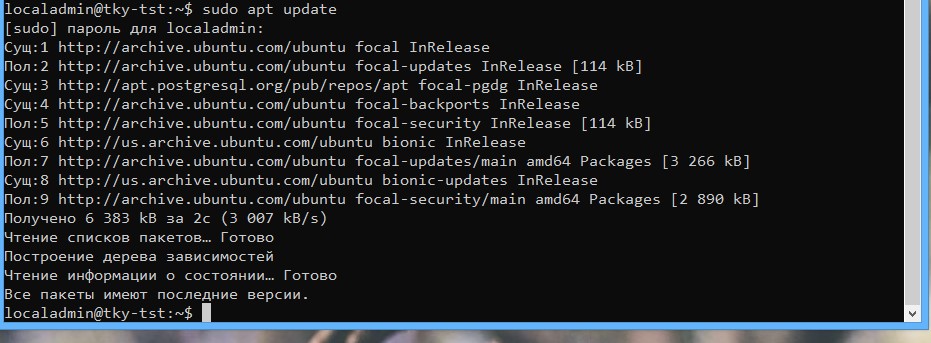 localadmin@tky-tst:~$ sudo apt update
[sudo] пароль для localadmin:
Сущ:1 http://archive.ubuntu.com/ubuntu focal InRelease
Пол:2 http://archive.ubuntu.com/ubuntu focal-updates InRelease [114 kB]
Сущ:3 http://apt.postgresql.org/pub/repos/apt focal-pgdg InRelease
Сущ:4 http://archive.ubuntu.com/ubuntu focal-backports InRelease
Пол:5 http://archive.ubuntu.com/ubuntu focal-security InRelease [114 kB]
Сущ:6 http://us.archive.ubuntu.com/ubuntu bionic InRelease
Пол:7 http://archive.ubuntu.com/ubuntu focal-updates/main amd64 Packages [3 266 kB]
Сущ:8 http://us.archive.ubuntu.com/ubuntu bionic-updates InRelease
Пол:9 http://archive.ubuntu.com/ubuntu focal-security/main amd64 Packages [2 890 kB]
Получено 6 383 kB за 2с (3 007 kB/s)
Чтение списков пакетов… Готово
Построение дерева зависимостей
Чтение информации о состоянии… Готово
Все пакеты имеют последние версии.
localadmin@tky-tst:~$